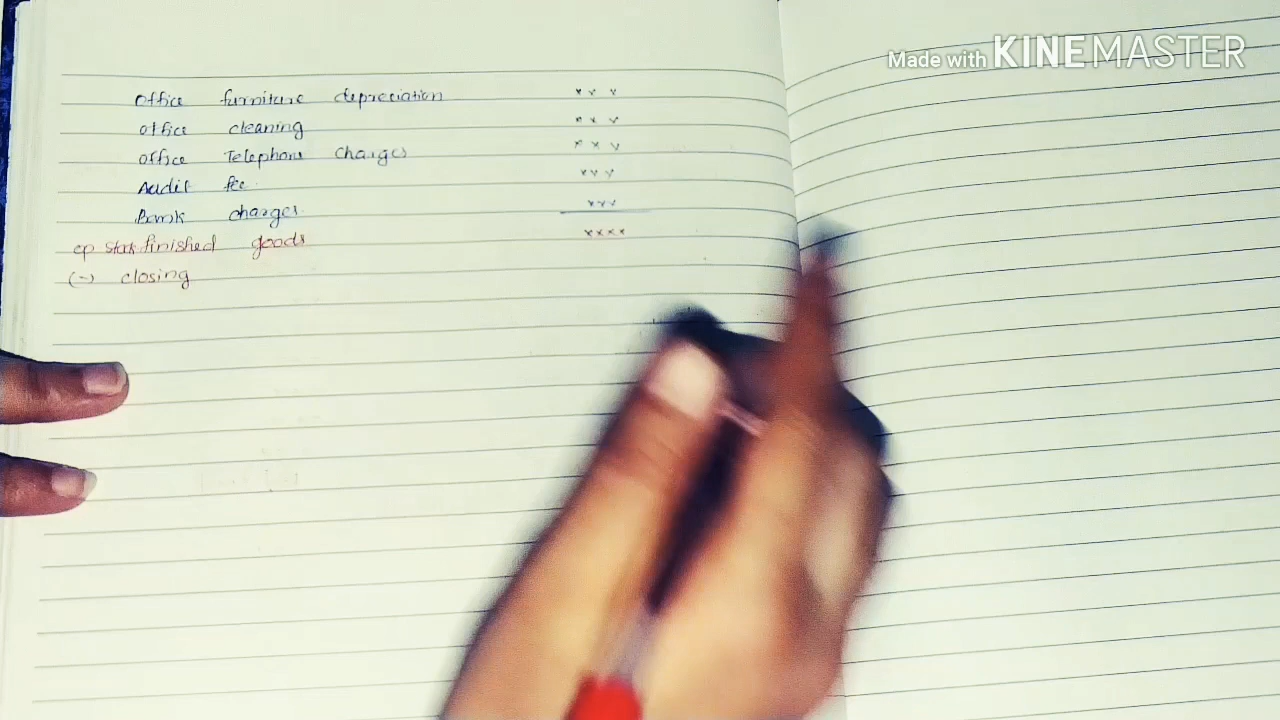 Made with KINEMASTER
office furniture depreciation xxx
office cleaning xxx
office Telephone charges xxx
Audit fee xxx
Bank charges xxx
op stock finished goods xxxx
(-) closing